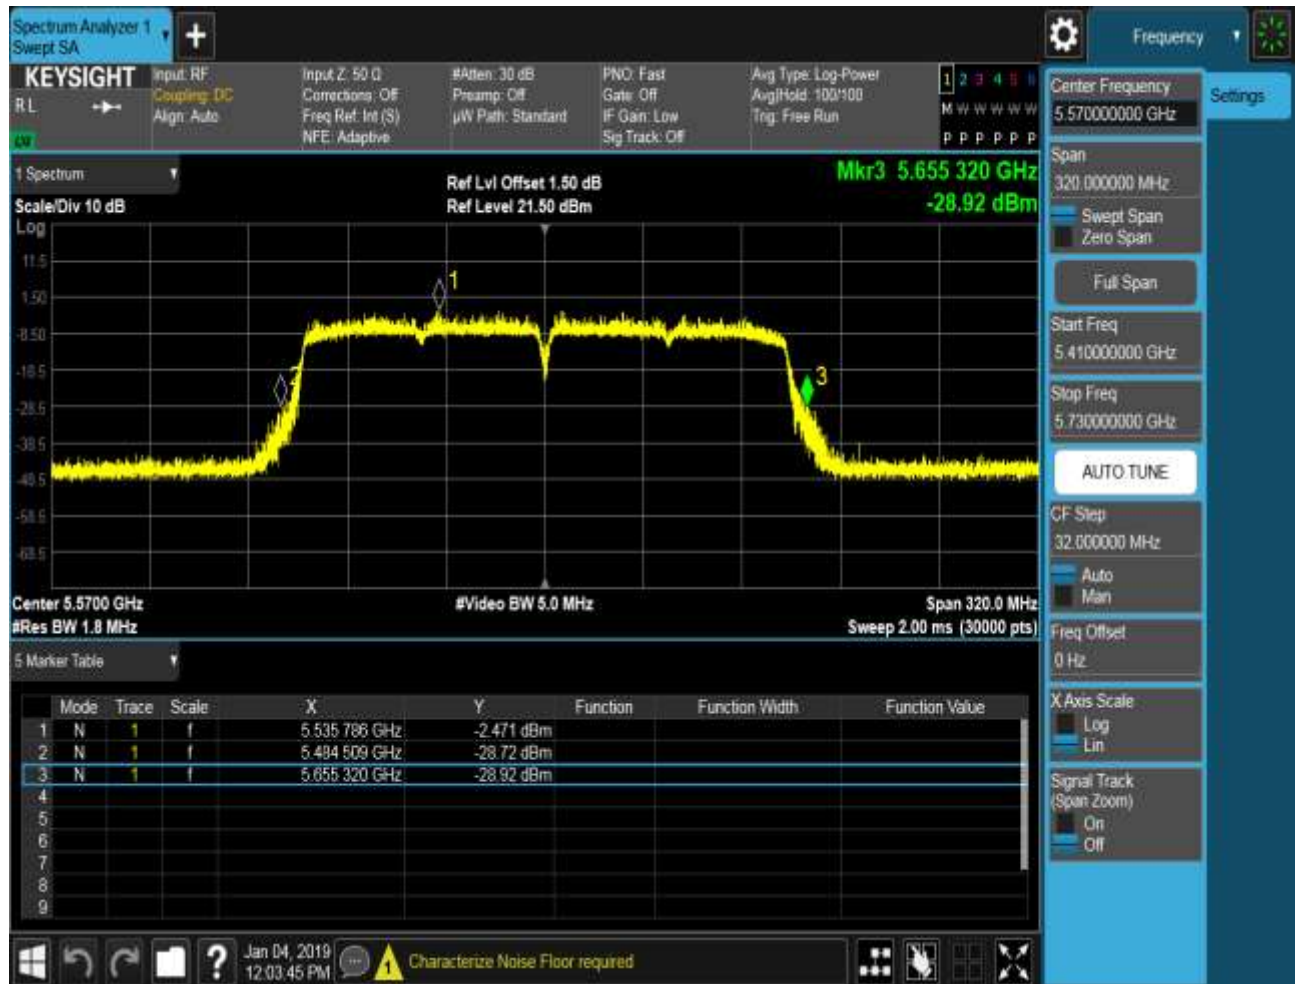 Spectrum Analyzer 1
Swept SA
+
Frequency
KEYSIGHT
R L
Input: RF
Coupling: DC
Align: Auto
Input Z: 50 Ω
Corrections: Off
Freq Ref: Int (S)
NFE: Adaptive
#Atten: 30 dB
Preamp: Off
µW Path: Standard
PNO: Fast
Gate: Off
IF Gain: Low
Sig Track: Off
Avg Type: Log-Power
Avg|Hold: 100/100
Trig: Free Run
1 2 3 4 5 6
M W W W W W
P P P P P P
Center Frequency
5.570000000 GHz
Settings
Span
320.000000 MHz
Swept Span
Zero Span
Full Span
Start Freq
5.410000000 GHz
Stop Freq
5.730000000 GHz
AUTO TUNE
CF Step
32.000000 MHz
Auto
Man
Freq Offset
0 Hz
X Axis Scale
Log
Lin
Signal Track
(Span Zoom)
On
Off
1 Spectrum
Scale/Div 10 dB
Log
Ref Lvl Offset 1.50 dB
Ref Level 21.50 dBm
Mkr3 5.655 320 GHz
-28.92 dBm
11.5
1.50
-8.50
-18.5
-28.5
-38.5
-48.5
-58.5
-68.5
1
2
3
Center 5.5700 GHz
#Res BW 1.8 MHz
#Video BW 5.0 MHz
Span 320.0 MHz
Sweep 2.00 ms (30000 pts)
5 Marker Table
Mode Trace Scale X Y Function Function Width Function Value
1 N 1 f 5.535 786 GHz -2.471 dBm
2 N 1 f 5.484 509 GHz -28.72 dBm
3 N 1 f 5.655 320 GHz -28.92 dBm
4
5
6
7
8
9
?
Jan 04, 2019
12:03:45 PM
1
Characterize Noise Floor required